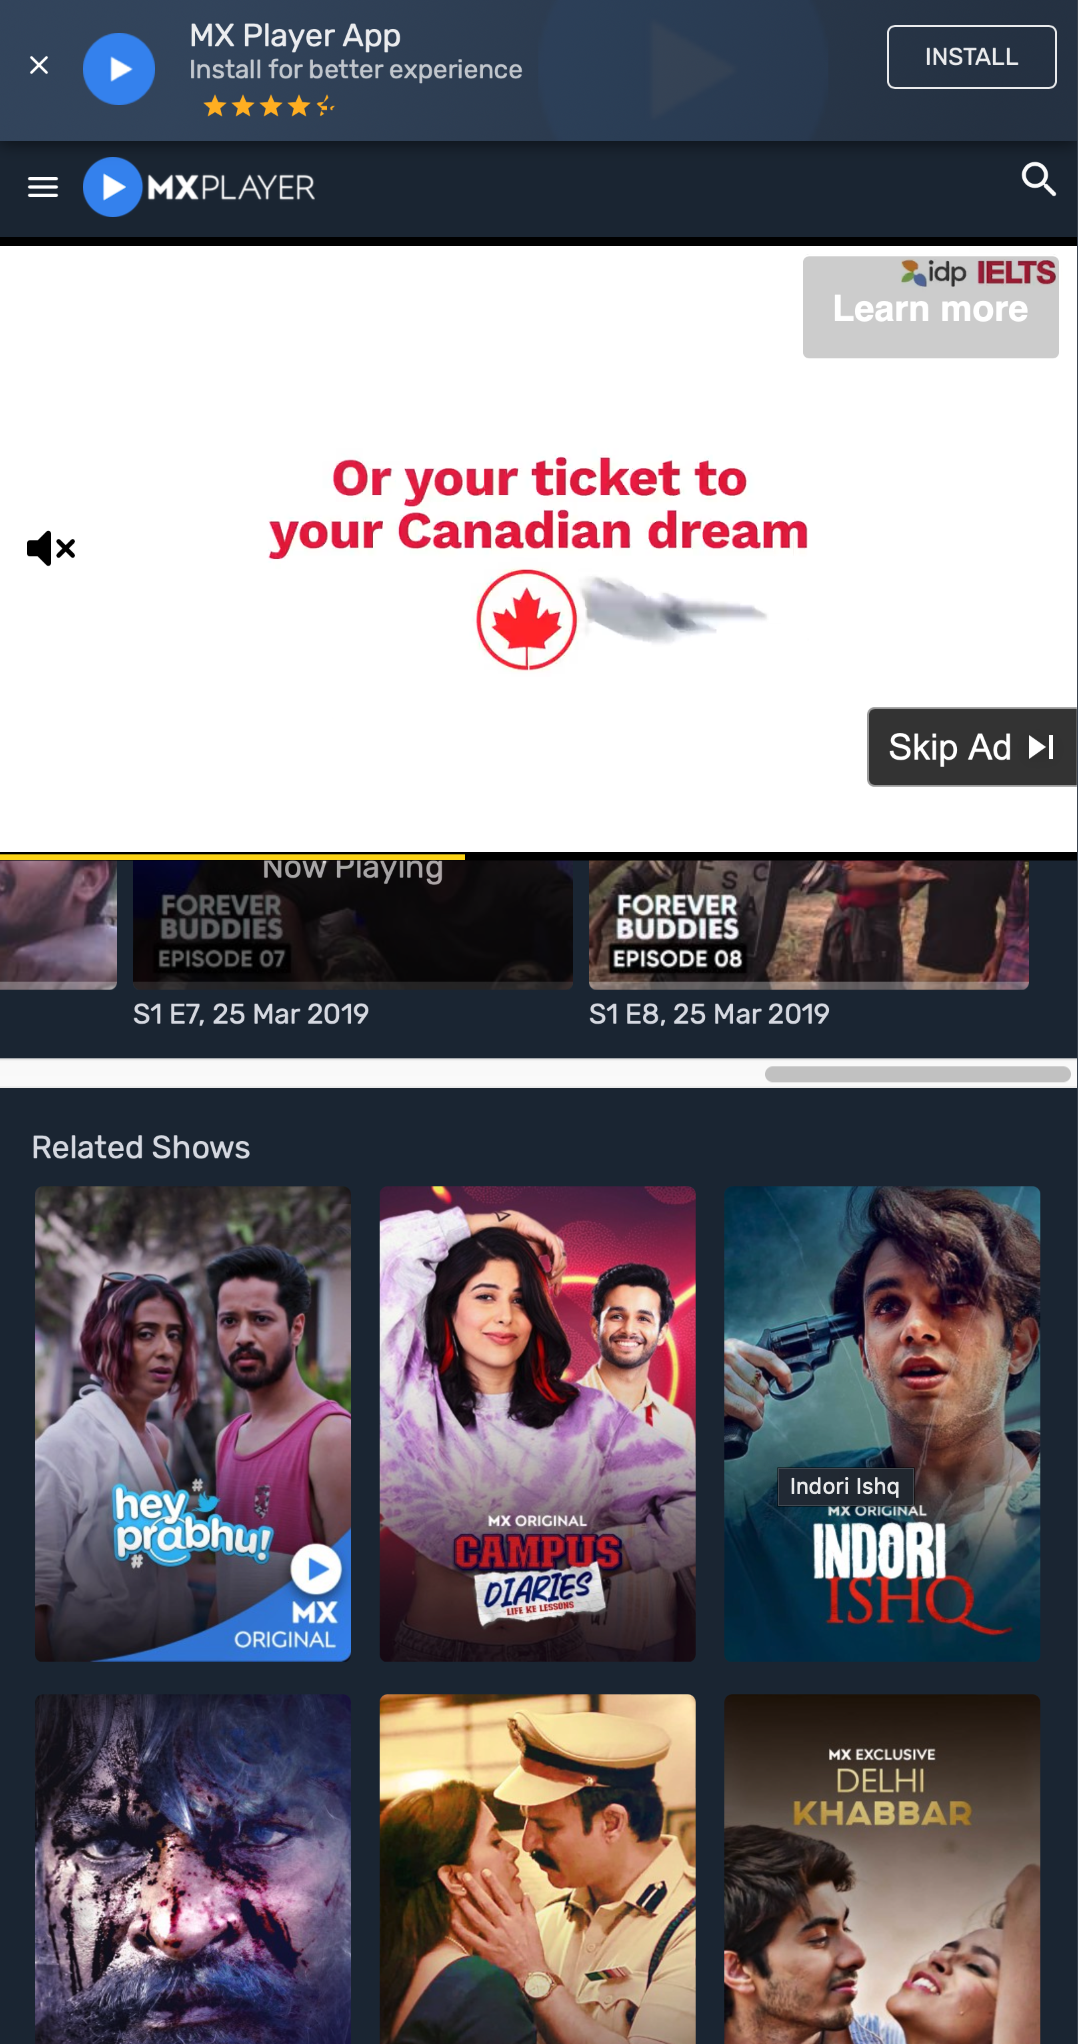 MX Player App
Install for better experience
INSTALL
MXPLAYER
idp IELTS
Learn more
Or your ticket to
your Canadian dream
Skip Ad
Now Playing
FOREVER
BUDDIES
EPISODE 07
FOREVER
BUDDIES
EPISODE 08
S1 E7, 25 Mar 2019
S1 E8, 25 Mar 2019
Related Shows
#
hey
prabhu!
#
MX
ORIGINAL
MX ORIGINAL
CAMPUS
DIARIES
LIFE KE LESSONS
Indori Ishq
MX ORIGINAL
INDORI
ISHQ
MX EXCLUSIVE
DELHI
KHABBAR